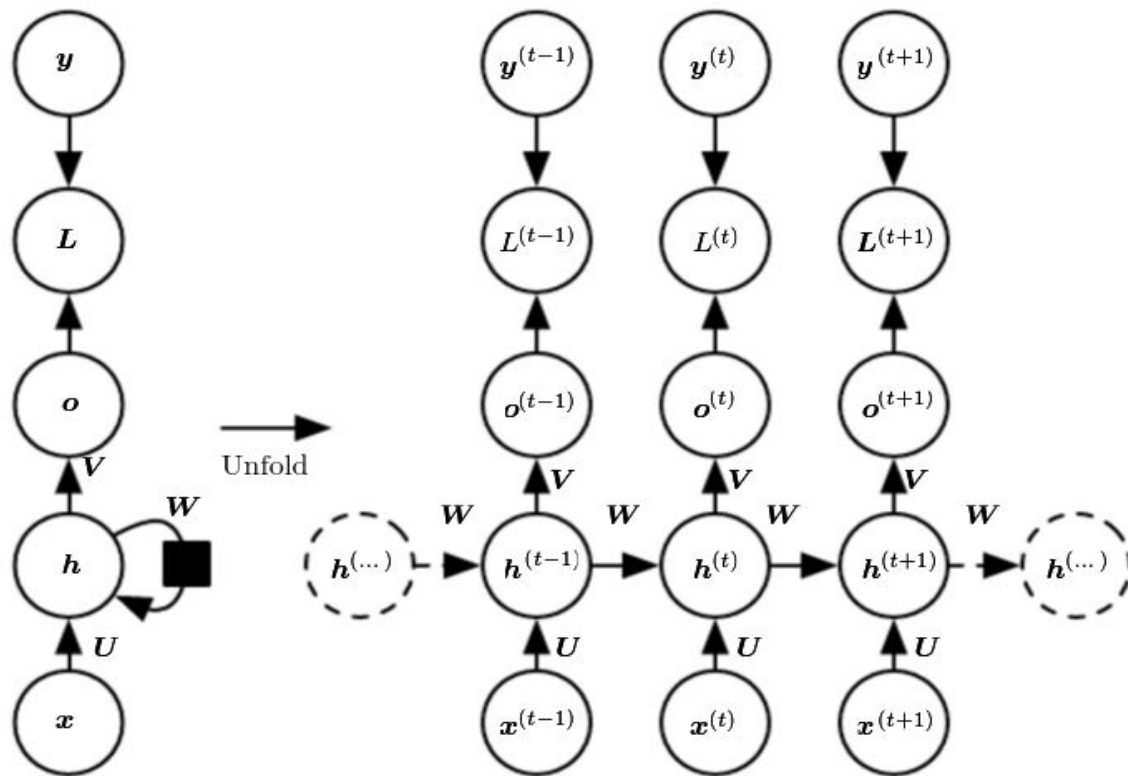 y
y^(t−1) y^(t) y^(t+1)
L
L^(t−1) L^(t) L^(t+1)
o
o^(t−1) o^(t) o^(t+1)
Unfold
V
V V V
W
W W W W
h
h^(...) h^(t−1) h^(t) h^(t+1) h^(...)
U
U U U
x
x^(t−1) x^(t) x^(t+1)